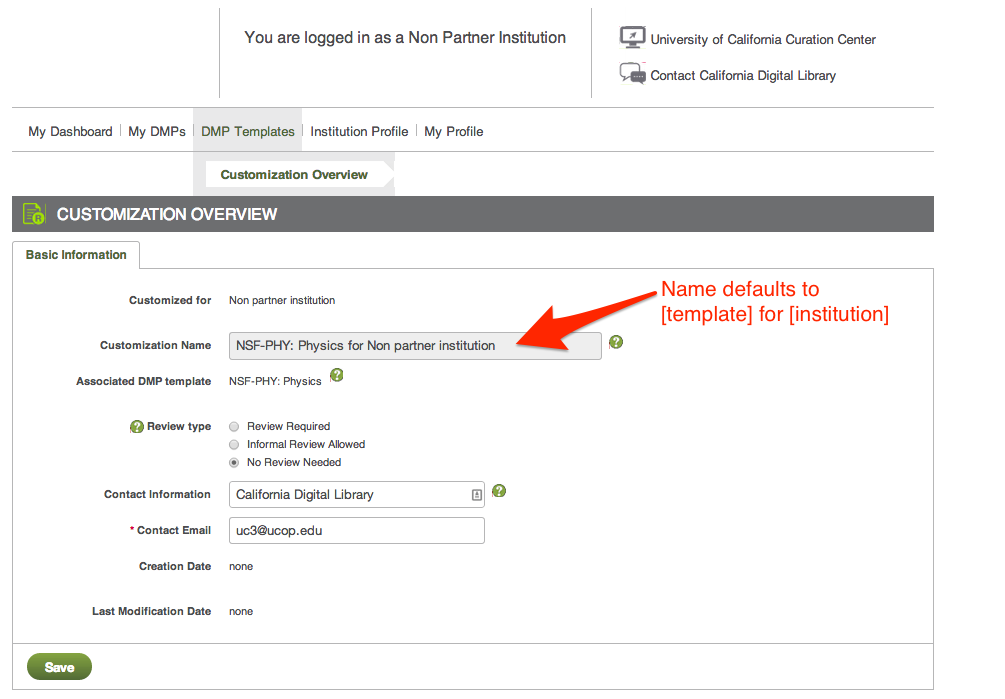 You are logged in as a Non Partner Institution
University of California Curation Center
Contact California Digital Library
My Dashboard My DMPs DMP Templates Institution Profile My Profile
Customization Overview
CUSTOMIZATION OVERVIEW
Basic Information
Customized for Non partner institution
Name defaults to
[template] for [institution]
Customization Name NSF-PHY: Physics for Non partner institution ?
Associated DMP template NSF-PHY: Physics ?
? Review type Review Required
Informal Review Allowed
No Review Needed
Contact Information California Digital Library ?
* Contact Email uc3@ucop.edu
Creation Date none
Last Modification Date none
Save